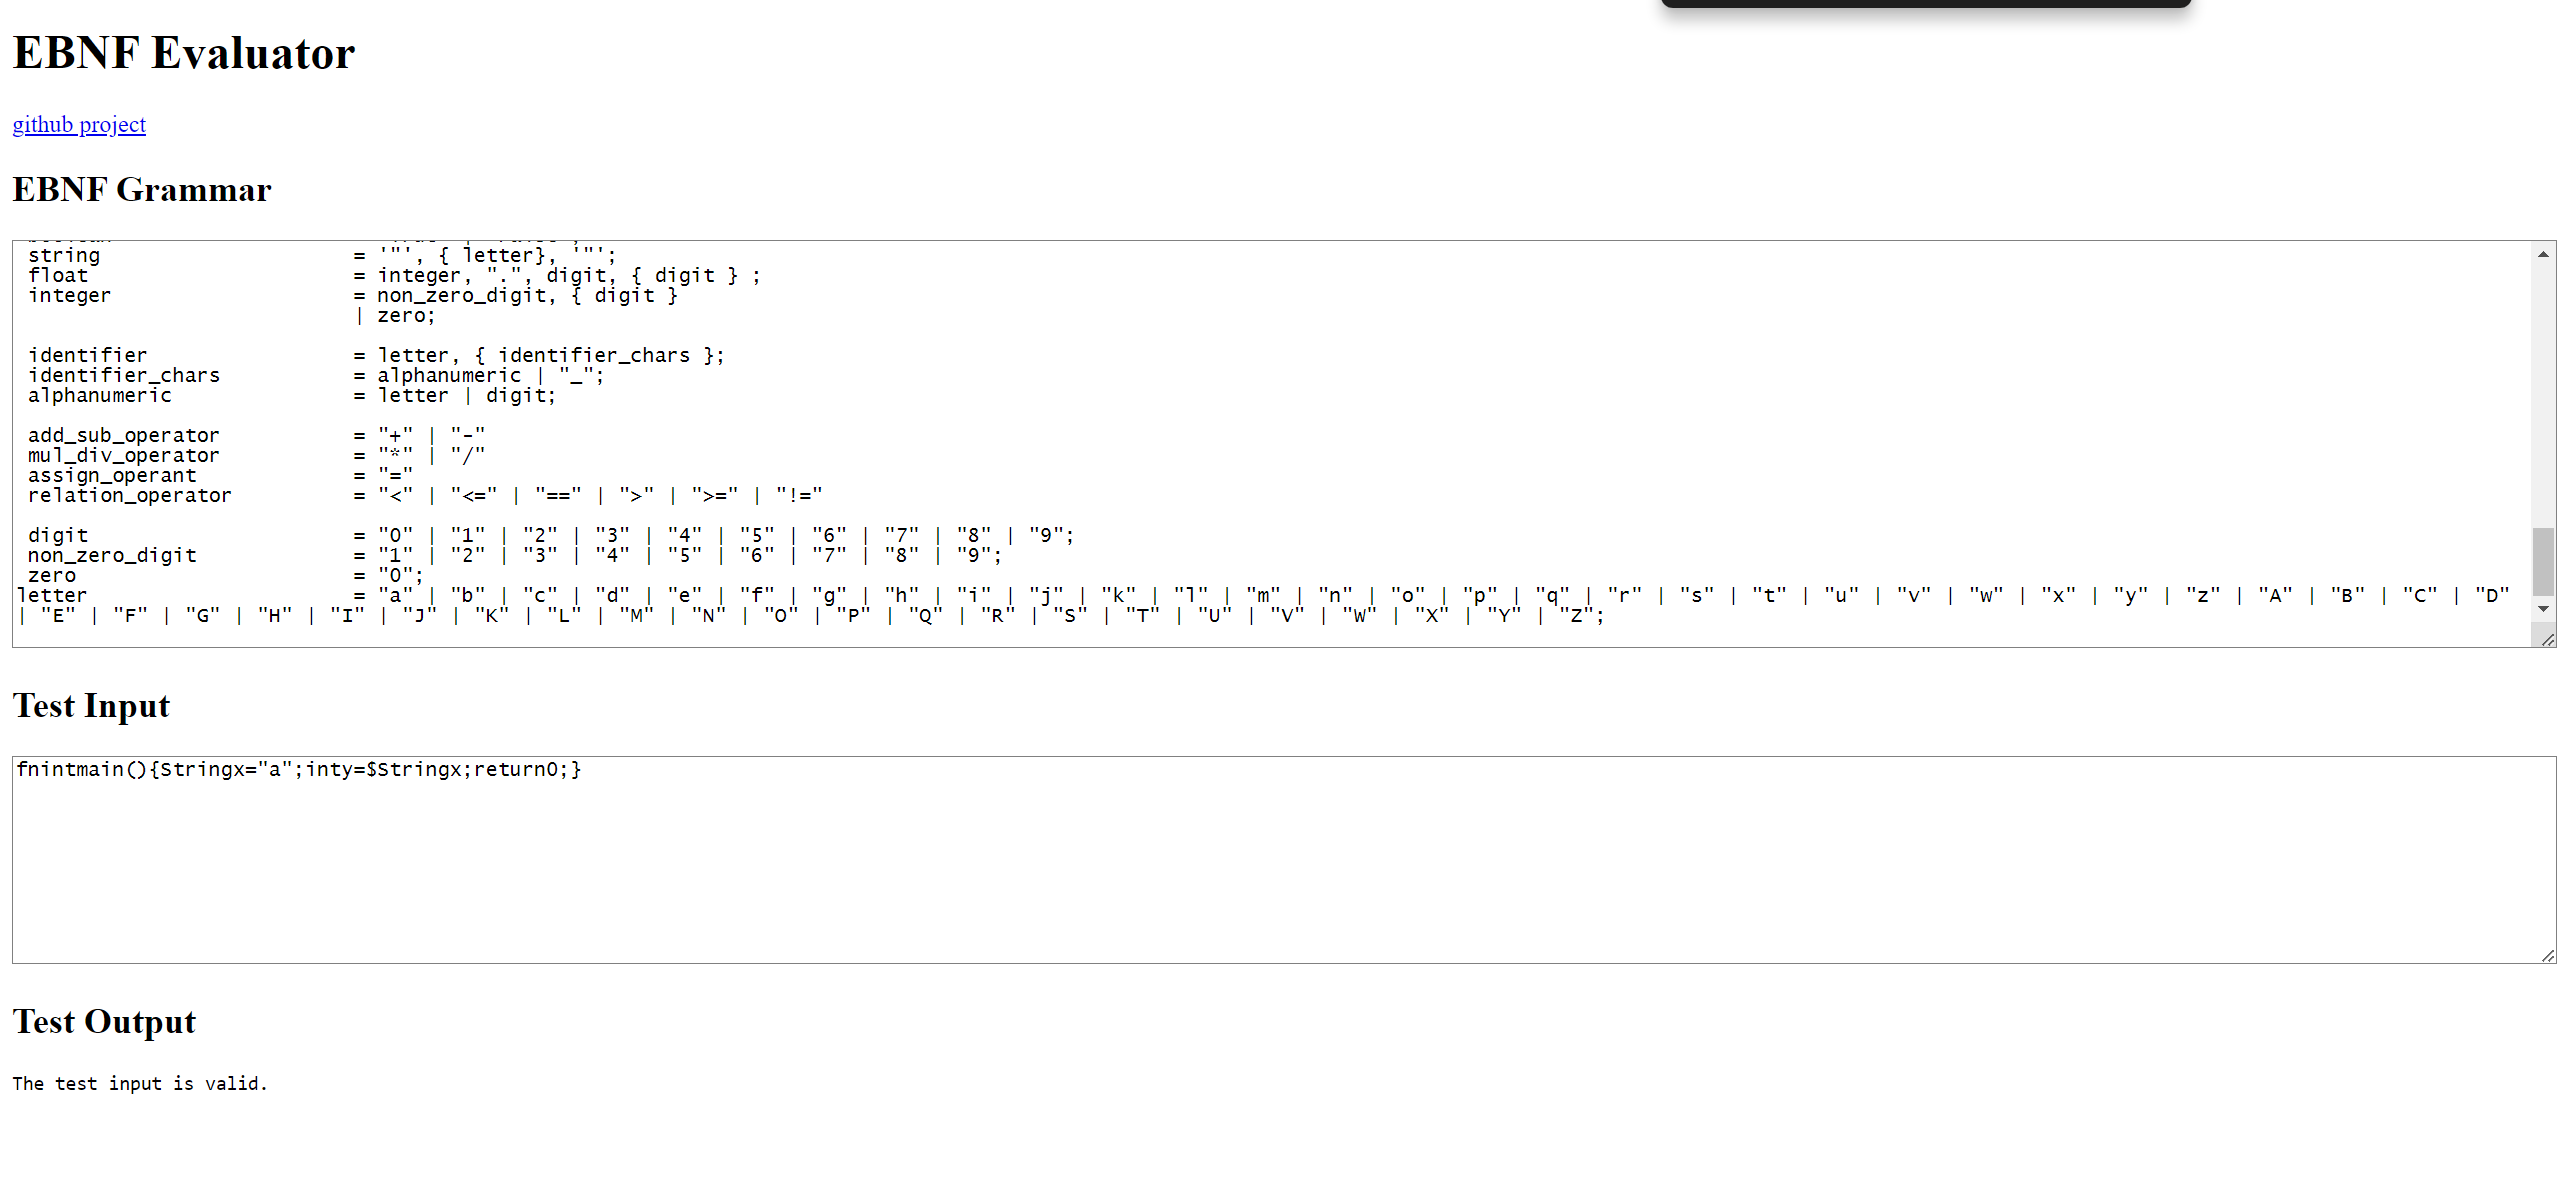 EBNF Evaluator
github project
EBNF Grammar
string = '"', { letter}, '"';
float = integer, ".", digit, { digit } ;
integer = non_zero_digit, { digit }
| zero;
identifier = letter, { identifier_chars };
identifier_chars = alphanumeric | "_";
alphanumeric = letter | digit;
add_sub_operator = "+" | "-"
mul_div_operator = "*" | "/"
assign_operant = "="
relation_operator = "<" | "<=" | "==" | ">" | ">=" | "!="
digit = "0" | "1" | "2" | "3" | "4" | "5" | "6" | "7" | "8" | "9";
non_zero_digit = "1" | "2" | "3" | "4" | "5" | "6" | "7" | "8" | "9";
zero = "0";
letter = "a" | "b" | "c" | "d" | "e" | "f" | "g" | "h" | "i" | "j" | "k" | "l" | "m" | "n" | "o" | "p" | "q" | "r" | "s" | "t" | "u" | "v" | "w" | "x" | "y" | "z" | "A" | "B" | "C" | "D"
| "E" | "F" | "G" | "H" | "I" | "J" | "K" | "L" | "M" | "N" | "O" | "P" | "Q" | "R" | "S" | "T" | "U" | "V" | "W" | "X" | "Y" | "Z";
Test Input
fnintmain(){Stringx="a";inty=$Stringx;return0;}
Test Output
The test input is valid.